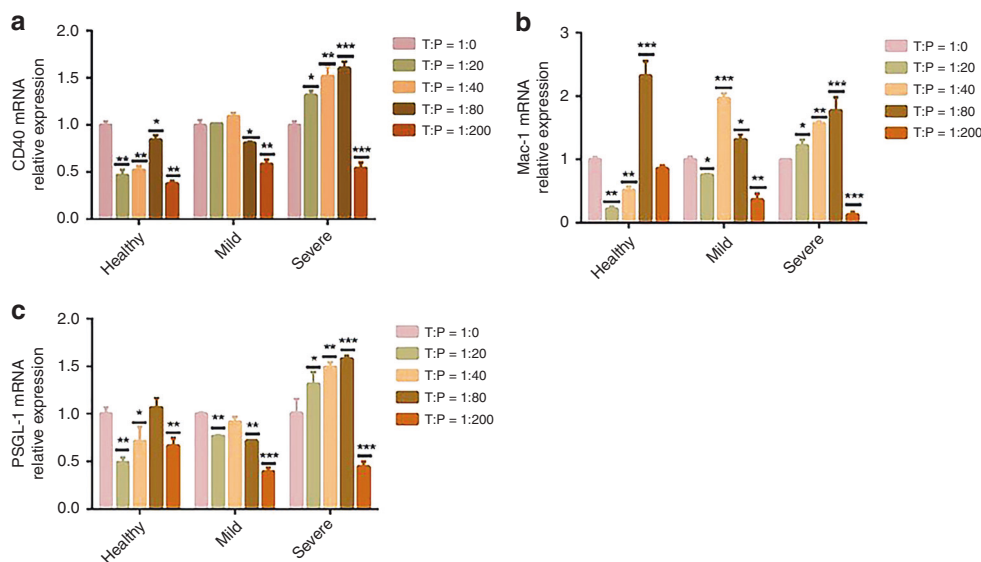 a
CD40 mRNA
relative expression
2.0
1.5
1.0
0.5
0.0
** ** * **
* **
* ** *** ***
Healthy
Mild
Severe
T:P = 1:0
T:P = 1:20
T:P = 1:40
T:P = 1:80
T:P = 1:200
b
Mac-1 mRNA
relative expression
3
2
1
0
** ** ***
* *** * **
* ** *** ***
Healthy
Mild
Severe
T:P = 1:0
T:P = 1:20
T:P = 1:40
T:P = 1:80
T:P = 1:200
c
PSGL-1 mRNA
relative expression
2.0
1.5
1.0
0.5
0.0
** * **
** ** ***
* ** *** ***
Healthy
Mild
Severe
T:P = 1:0
T:P = 1:20
T:P = 1:40
T:P = 1:80
T:P = 1:200